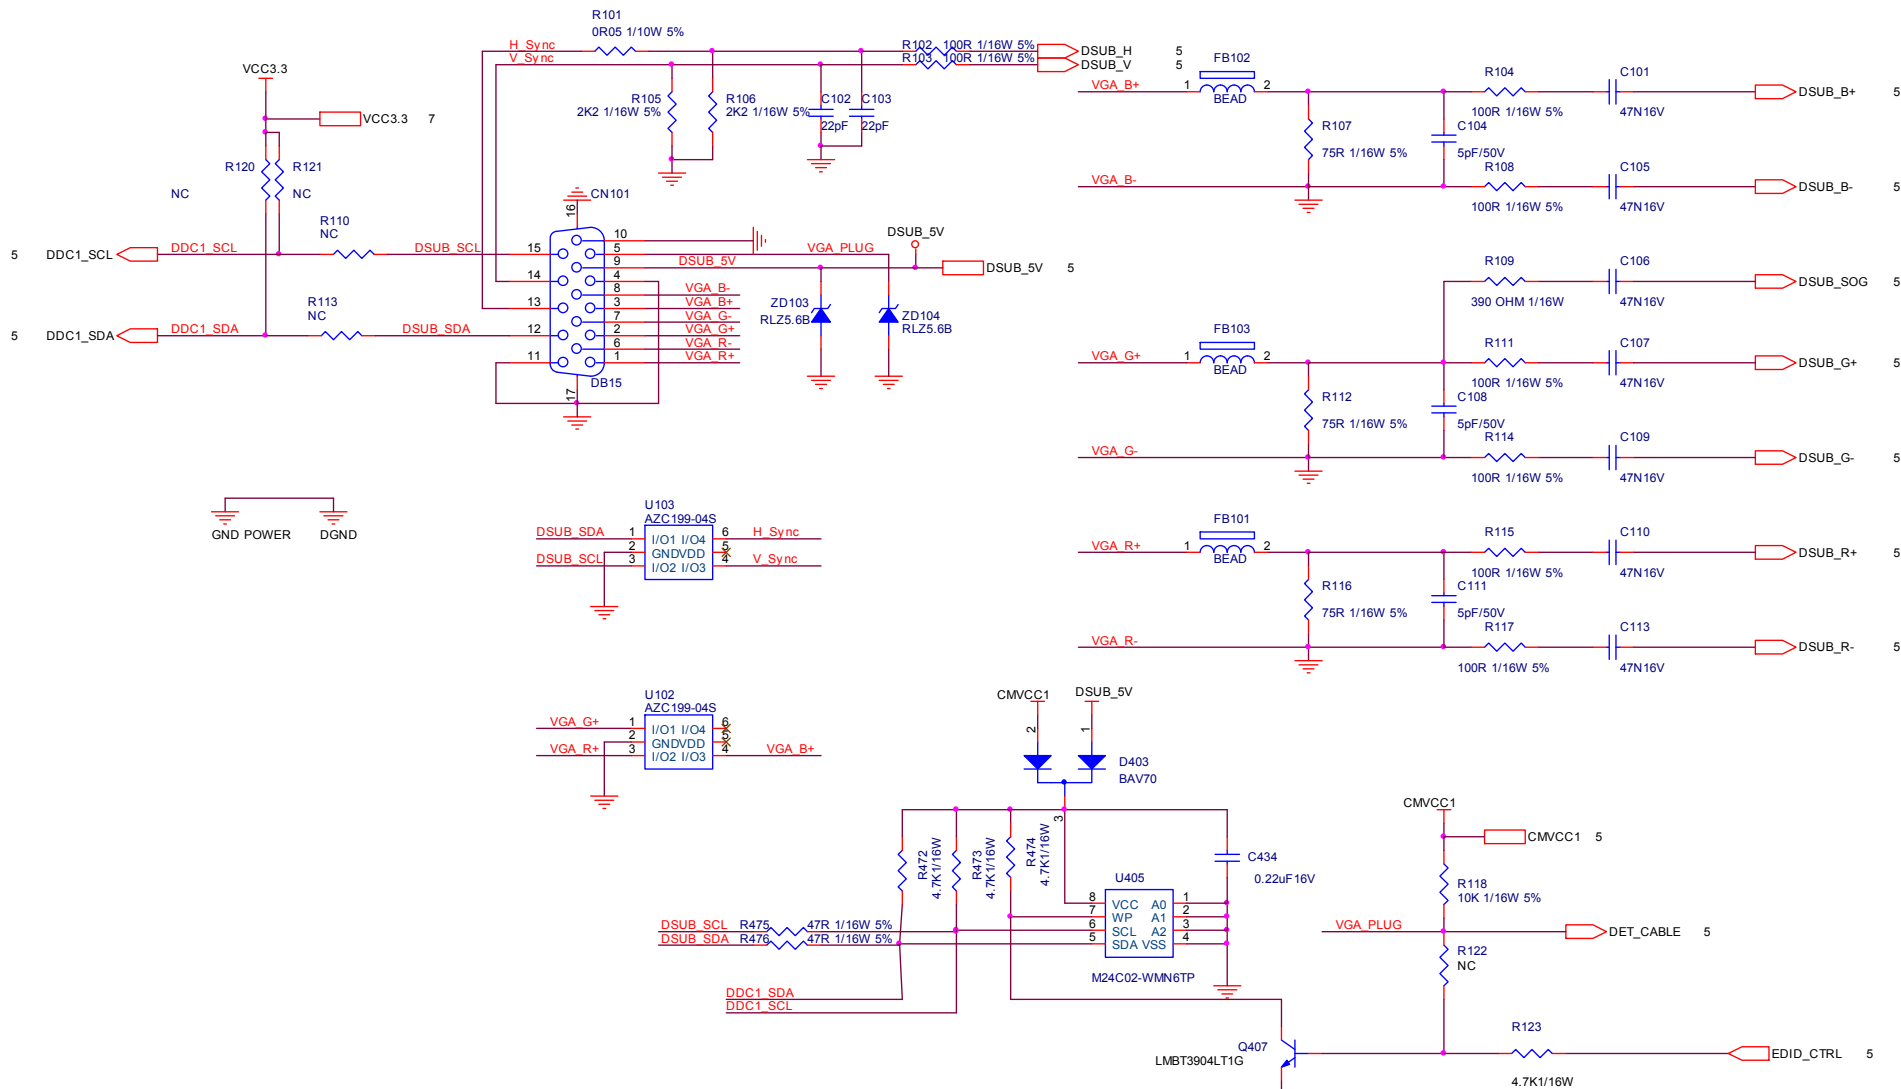 R101
0R05 1/10W 5%
H_Sync
V_Sync
R102 100R 1/16W 5%
R103 100R 1/16W 5%
DSUB_H 5
DSUB_V 5
R105
2K2 1/16W 5%
R106
2K2 1/16W 5%
C102
22pF
C103
22pF
VCC3.3
VCC3.3 7
R120
NC
R121
NC
R110
NC
R113
NC
5 DDC1_SCL
DDC1_SCL
DSUB_SCL
5 DDC1_SDA
DDC1_SDA
DSUB_SDA
CN101
16
15
14
13
12
11
10
5
9
4
8
3
7
2
6
1
17
DB15
VGA_PLUG
DSUB_5V
VGA_B-
VGA_B+
VGA_G-
VGA_G+
VGA_R-
VGA_R+
DSUB_5V
DSUB_5V 5
ZD103
RLZ5.6B
ZD104
RLZ5.6B
VGA_B+
1
FB102
BEAD
2
R107
75R 1/16W 5%
R104
100R 1/16W 5%
C101
47N16V
DSUB_B+ 5
C104
5pF/50V
VGA_B-
R108
100R 1/16W 5%
C105
47N16V
DSUB_B- 5
R109
390 OHM 1/16W
C106
47N16V
DSUB_SOG 5
VGA_G+
1
FB103
BEAD
2
R112
75R 1/16W 5%
R111
100R 1/16W 5%
C107
47N16V
DSUB_G+ 5
C108
5pF/50V
VGA_G-
R114
100R 1/16W 5%
C109
47N16V
DSUB_G- 5
VGA_R+
1
FB101
BEAD
2
R116
75R 1/16W 5%
R115
100R 1/16W 5%
C110
47N16V
DSUB_R+ 5
C111
5pF/50V
VGA_R-
R117
100R 1/16W 5%
C113
47N16V
DSUB_R- 5
GND POWER
DGND
U103
AZC199-04S
DSUB_SDA 1 I/O1 I/O4 6 H_Sync
2 GND VDD 5
DSUB_SCL 3 I/O2 I/O3 4 V_Sync
U102
AZC199-04S
VGA_G+ 1 I/O1 I/O4 6
2 GND VDD 5
VGA_R+ 3 I/O2 I/O3 4 VGA_B+
CMVCC1
DSUB_5V
2
1
D403
BAV70
3
R472
4.7K1/16W
R473
4.7K1/16W
R474
4.7K1/16W
C434
0.22uF16V
U405
8 VCC A0 1
7 WP A1 2
6 SCL A2 3
5 SDA VSS 4
M24C02-WMN6TP
DSUB_SCL R475 47R 1/16W 5%
DSUB_SDA R476 47R 1/16W 5%
DDC1_SDA
DDC1_SCL
CMVCC1
CMVCC1 5
R118
10K 1/16W 5%
VGA_PLUG
DET_CABLE 5
R122
NC
Q407
LMBT3904LT1G
R123
4.7K1/16W
EDID_CTRL 5